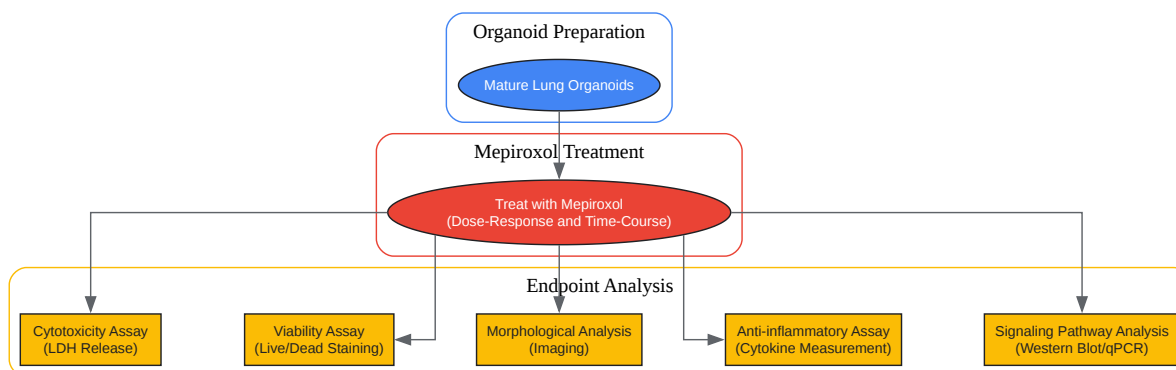 Organoid Preparation
Mature Lung Organoids
Mepiroxol Treatment
Treat with Mepiroxol
(Dose-Response and Time-Course)
Endpoint Analysis
Cytotoxicity Assay
(LDH Release)
Viability Assay
(Live/Dead Staining)
Morphological Analysis
(Imaging)
Anti-inflammatory Assay
(Cytokine Measurement)
Signaling Pathway Analysis
(Western Blot/qPCR)